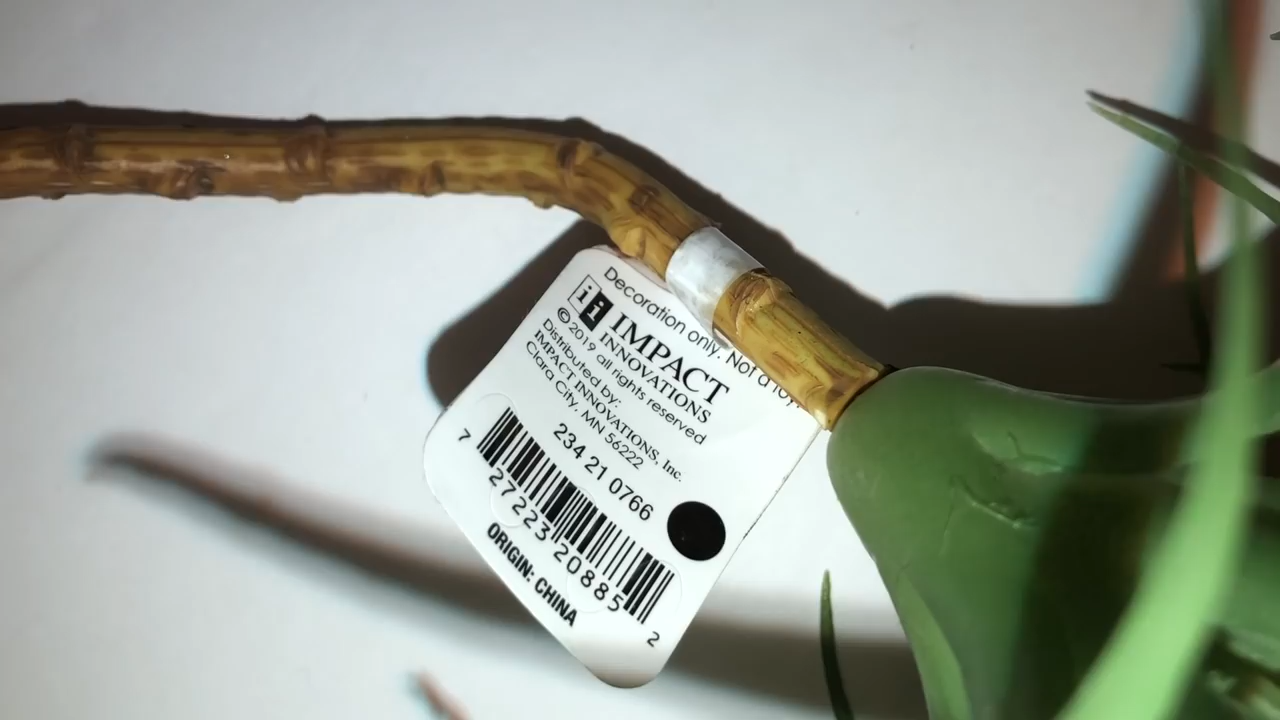 Decoration only. Not a toy.
ii IMPACT
INNOVATIONS
© 2019 all rights reserved
Distributed by:
IMPACT INNOVATIONS, Inc.
Clara City, MN 56222
234 21 0766
7 27223 20885 2
ORIGIN: CHINA